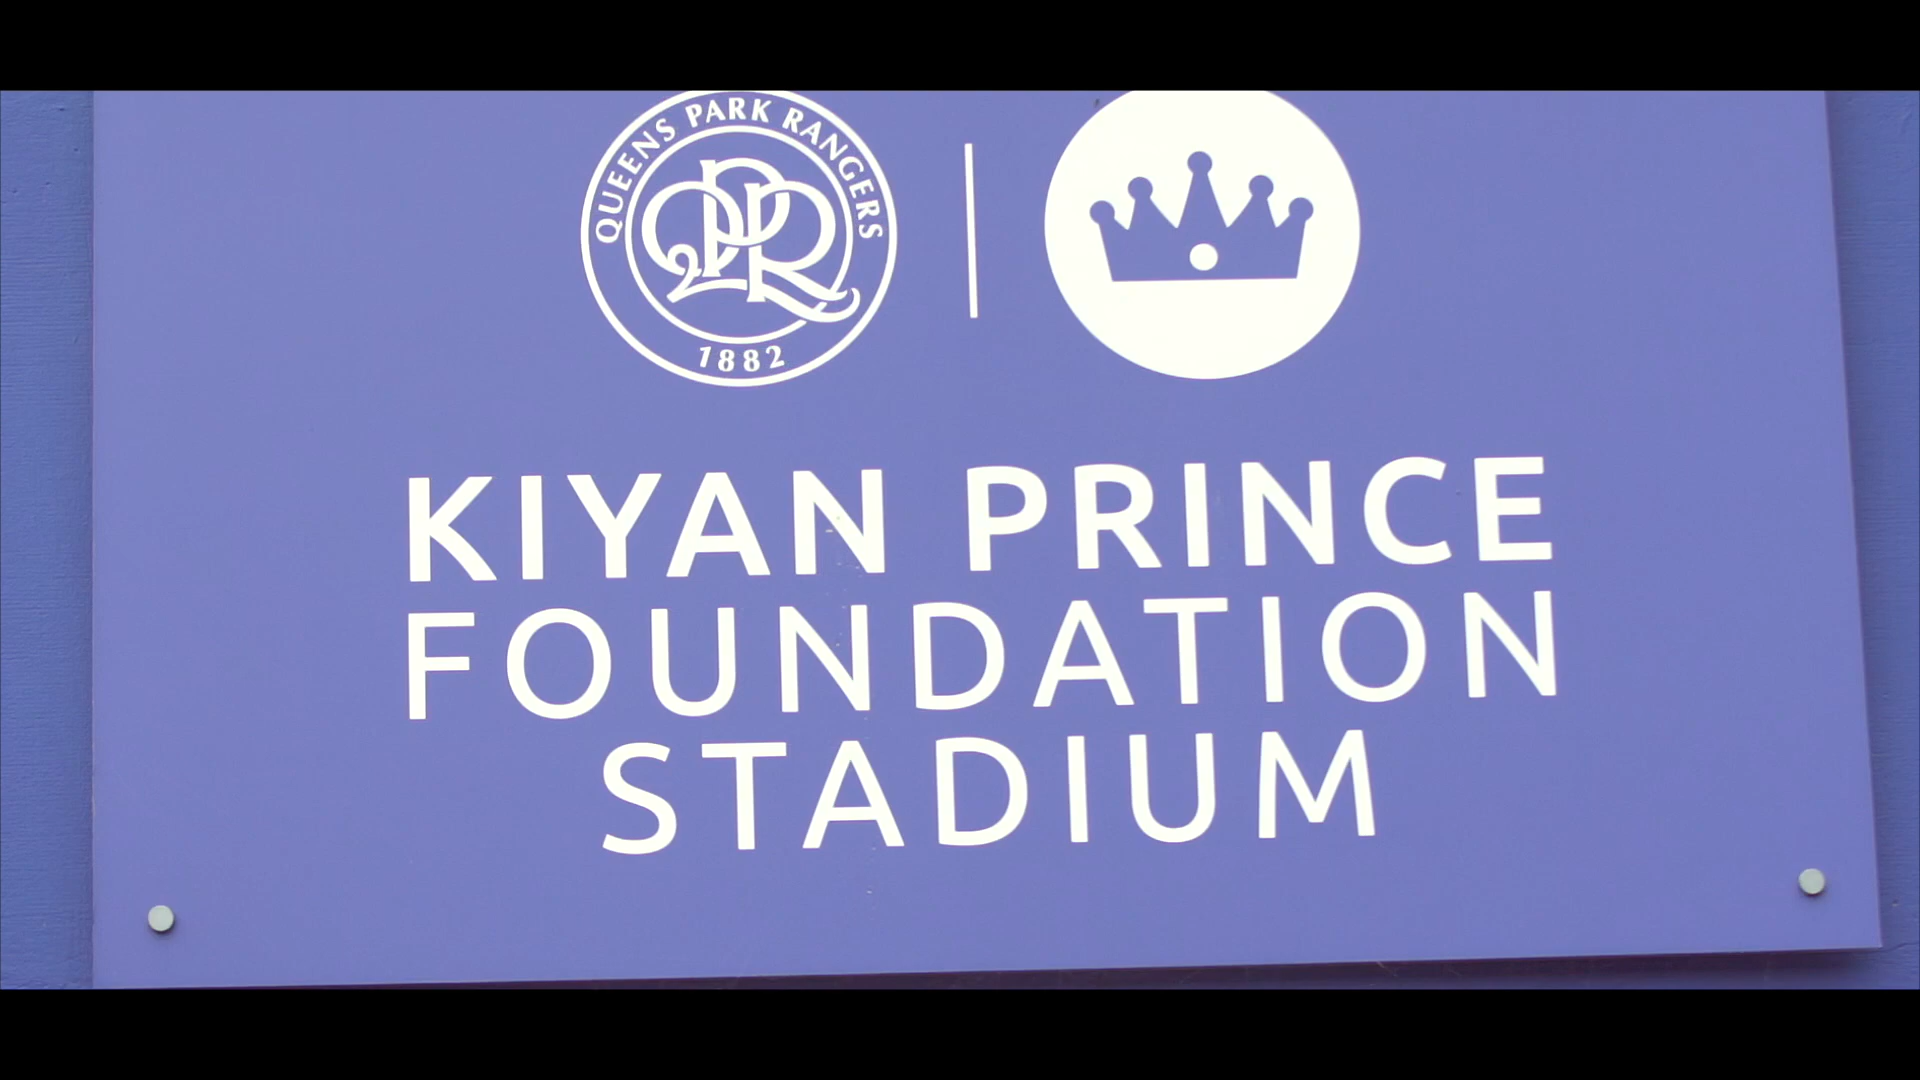 QUEENS PARK RANGERS
QPR
1882
KIYAN PRINCE
FOUNDATION
STADIUM